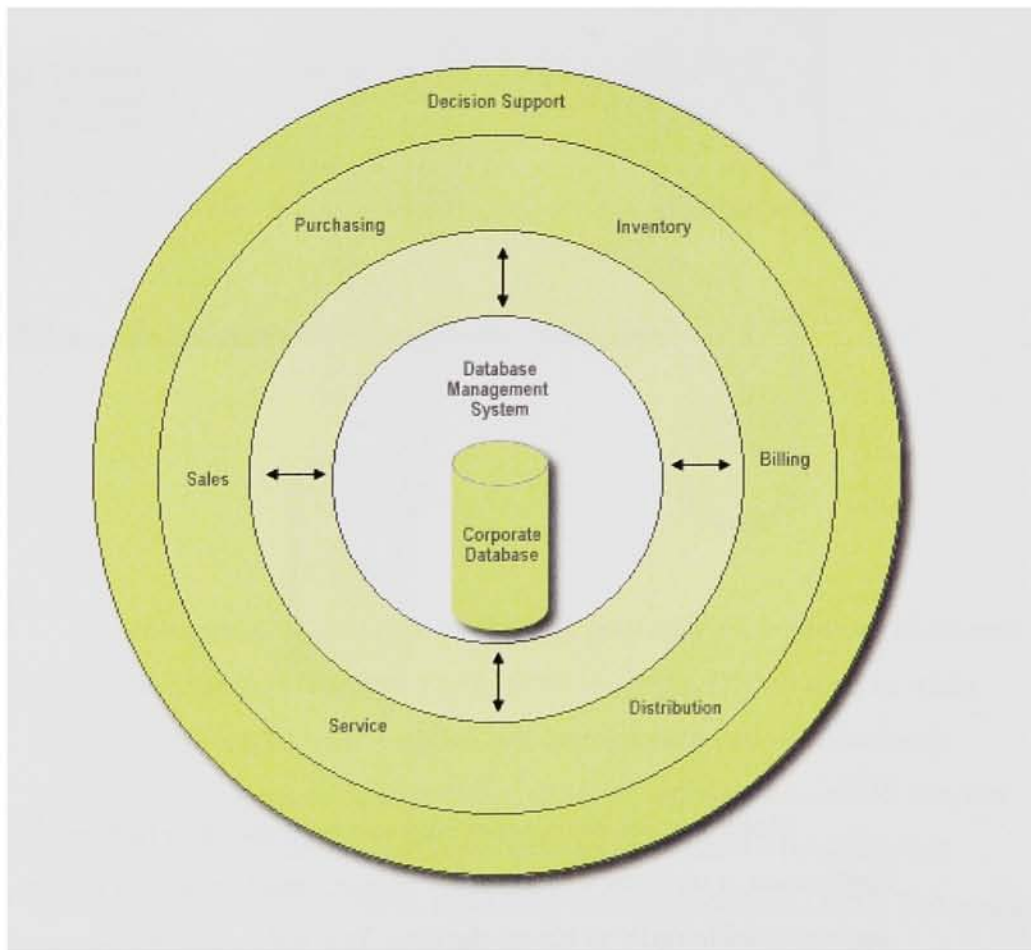 Decision Support
Purchasing
Inventory
Database
Management
System
Sales
Billing
Corporate
Database
Service
Distribution